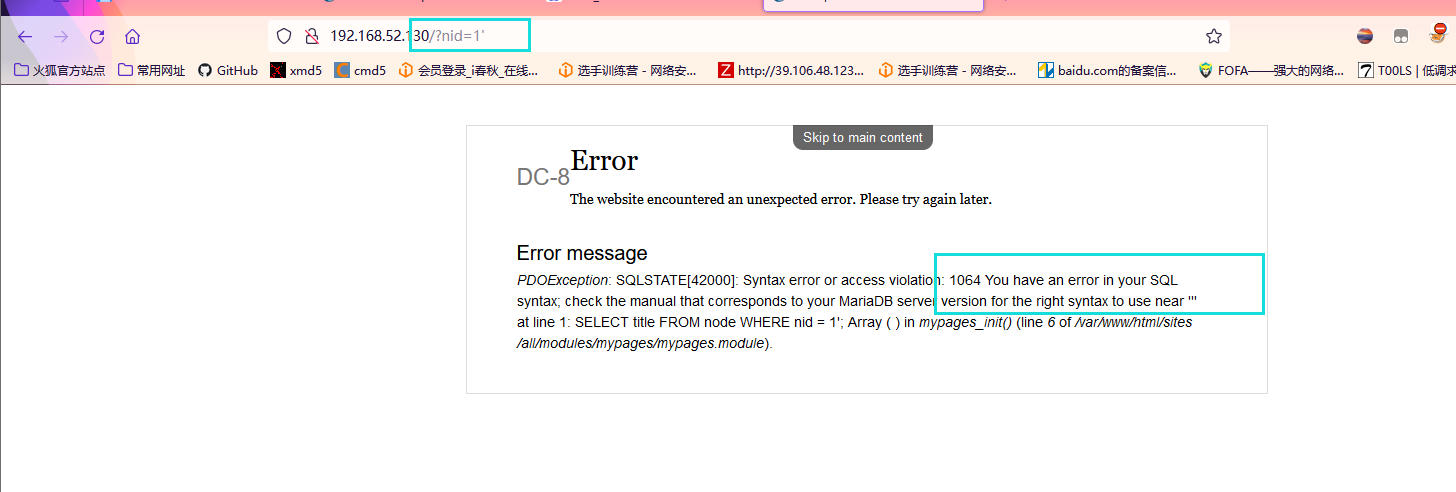 192.168.52.130/?nid=1'
火狐官方站点 常用网址 GitHub xmd5 cmd5 会员登录_i春秋_在线... 选手训练营 - 网络安... http://39.106.48.123... 选手训练营 - 网络安... baidu.com的备案信... FOFA——强大的网络... T00LS | 低调求
Skip to main content
Error
DC-8
The website encountered an unexpected error. Please try again later.
Error message
PDOException: SQLSTATE[42000]: Syntax error or access violation: 1064 You have an error in your SQL
syntax; check the manual that corresponds to your MariaDB server version for the right syntax to use near '''
at line 1: SELECT title FROM node WHERE nid = 1'; Array ( ) in mypages_init() (line 6 of /var/www/html/sites
/all/modules/mypages/mypages.module).